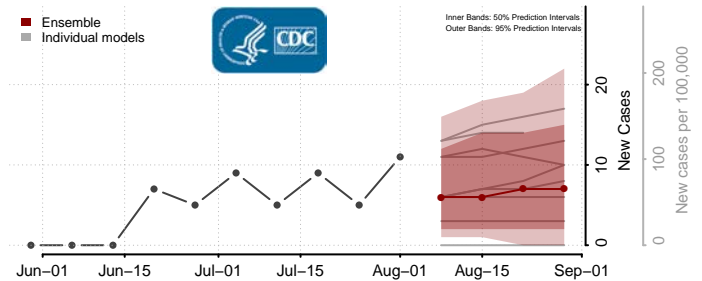 Ensemble
Individual models
CDC
Inner Bands: 50% Prediction Intervals
Outer Bands: 95% Prediction Intervals
0
10
20
New Cases
0
100
200
New cases per 100,000
Jun−01
Jun−15
Jul−01
Jul−15
Aug−01
Aug−15
Sep−01